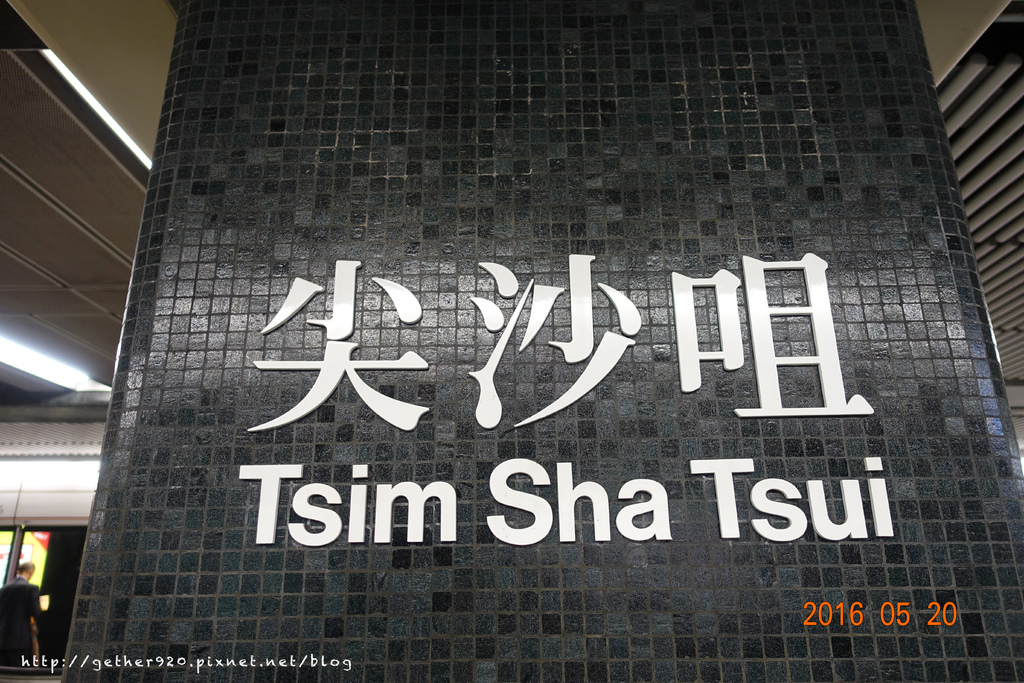 尖沙咀
Tsim Sha Tsui
2016 05 20
http://gether920.pixnet.net/blog